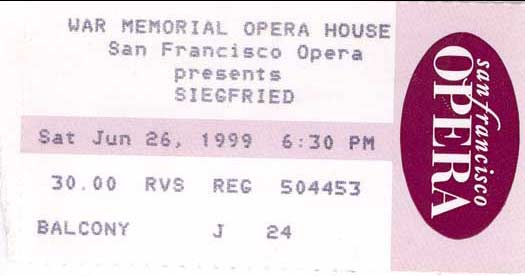 WAR MEMORIAL OPERA HOUSE
San Francisco Opera
presents
SIEGFRIED
Sat Jun 26, 1999 6:30 PM
30.00 RVS REG 504453
BALCONY J 24
san francisco
OPERA